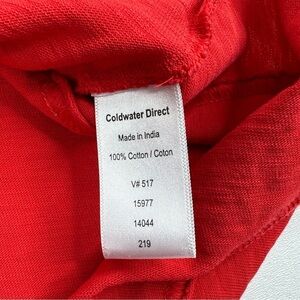 Coldwater Direct
Made in India
100% Cotton / Coton
V# 517
15977
14044
219